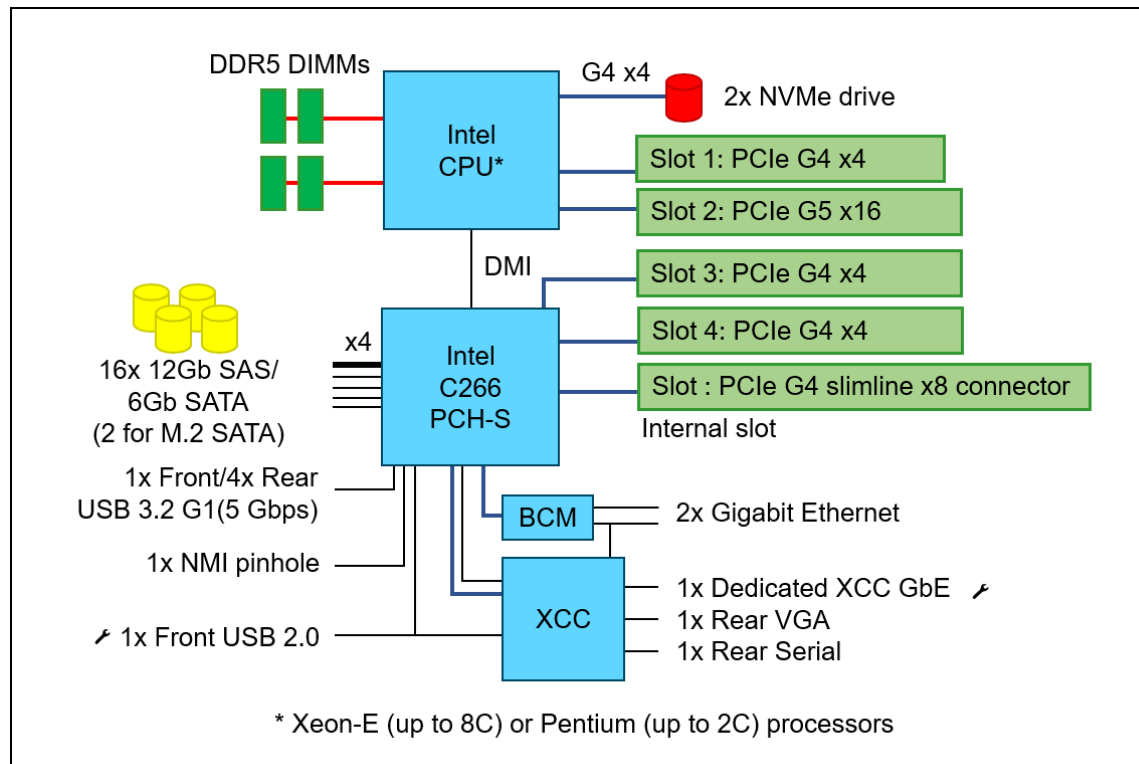 DDR5 DIMMs
G4 x4
2x NVMe drive
Intel
CPU*
Slot 1: PCIe G4 x4
Slot 2: PCIe G5 x16
DMI
Slot 3: PCIe G4 x4
Slot 4: PCIe G4 x4
Slot : PCIe G4 slimline x8 connector
Internal slot
x4
Intel
C266
PCH-S
16x 12Gb SAS/
6Gb SATA
(2 for M.2 SATA)
1x Front/4x Rear
USB 3.2 G1(5 Gbps)
1x NMI pinhole
1x Front USB 2.0
BCM
2x Gigabit Ethernet
XCC
1x Dedicated XCC GbE
1x Rear VGA
1x Rear Serial
* Xeon-E (up to 8C) or Pentium (up to 2C) processors